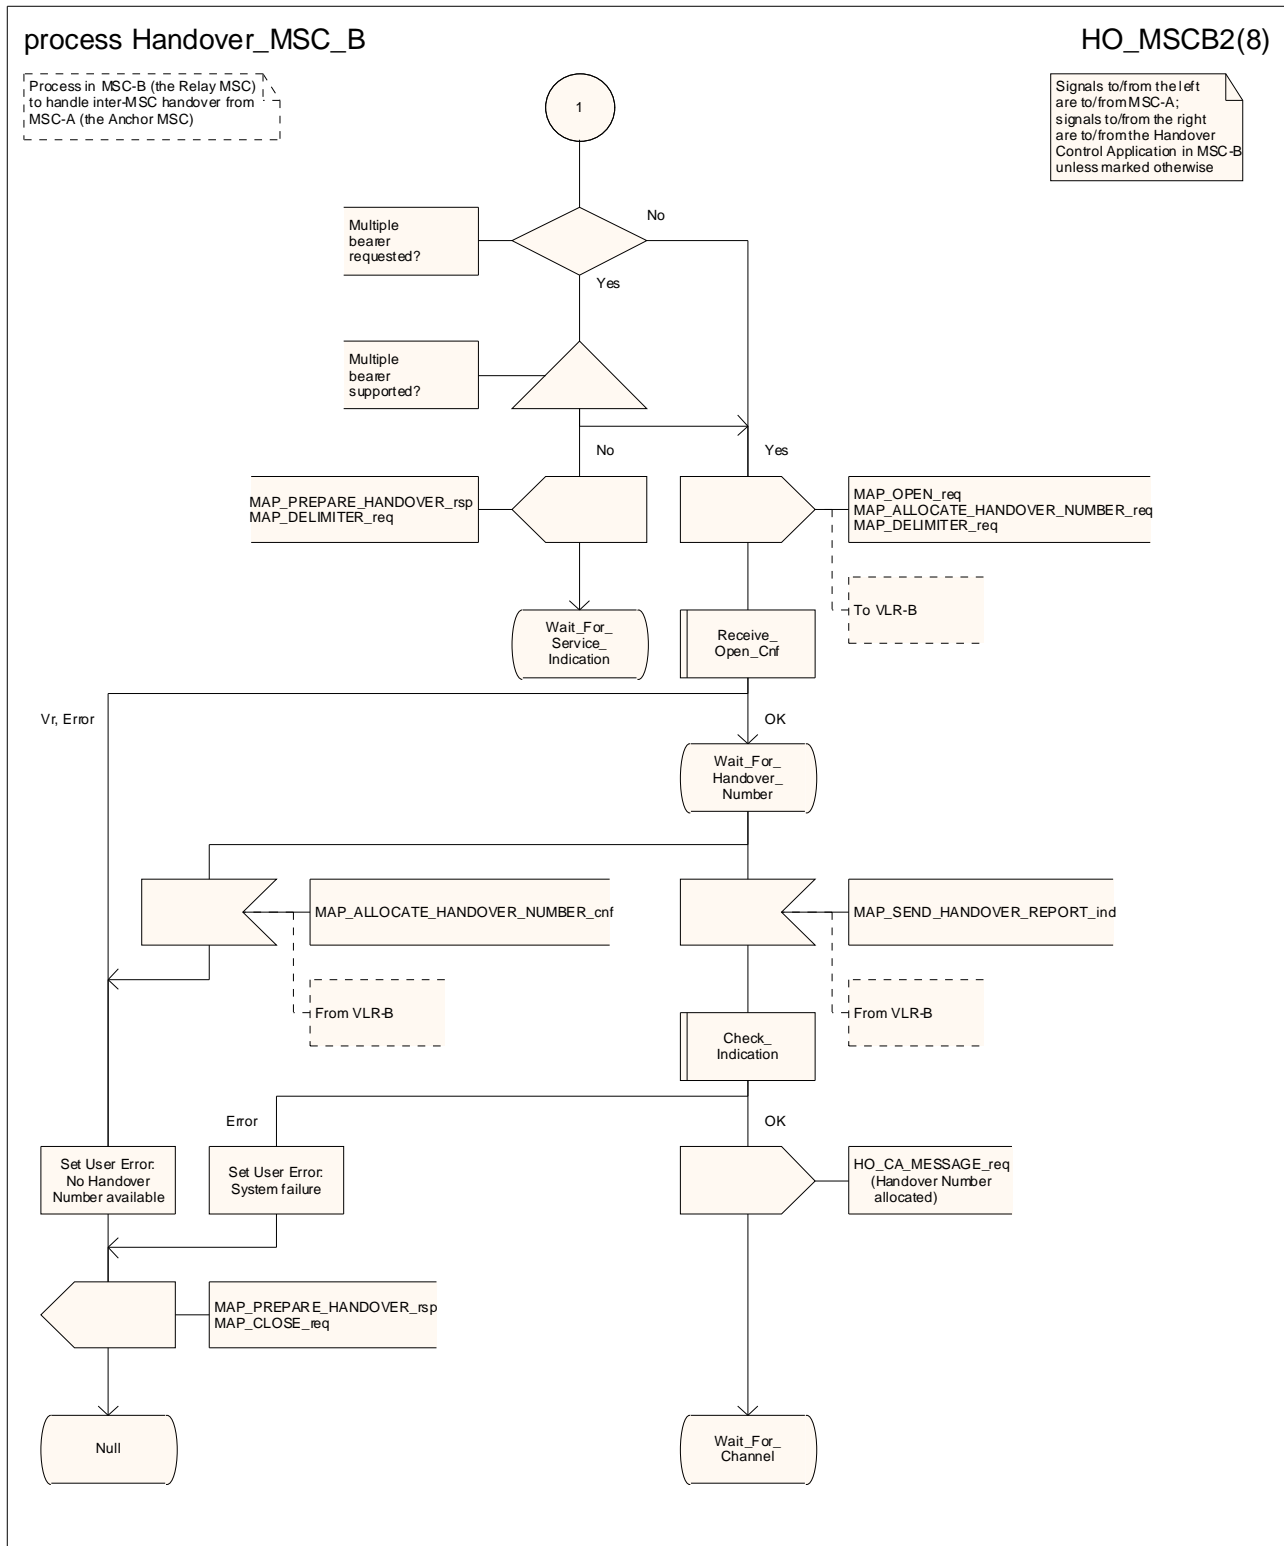 process Handover_MSC_B
HO_MSCB2(8)
Process in MSC-B (the Relay MSC)
to handle inter-MSC handover from
MSC-A (the Anchor MSC)
1
Signals to/from the left
are to/from MSC-A;
signals to/from the right
are to/from the Handover
Control Application in MSC-B
unless marked otherwise
Multiple
bearer
requested?
No
Yes
Multiple
bearer
supported?
No
Yes
MAP_PREPARE_HANDOVER_rsp
MAP_DELIMITER_req
MAP_OPEN_req
MAP_ALLOCATE_HANDOVER_NUMBER_req
MAP_DELIMITER_req
To VLR-B
Wait_For_
Service_
Indication
Receive_
Open_Cnf
Vr, Error
OK
Wait_For_
Handover_
Number
MAP_ALLOCATE_HANDOVER_NUMBER_cnf
MAP_SEND_HANDOVER_REPORT_ind
From VLR-B
From VLR-B
Check_
Indication
Error
OK
Set User Error:
No Handover
Number available
Set User Error:
System failure
HO_CA_MESSAGE_req
(Handover Number
allocated)
MAP_PREPARE_HANDOVER_rsp
MAP_CLOSE_req
Null
Wait_For_
Channel